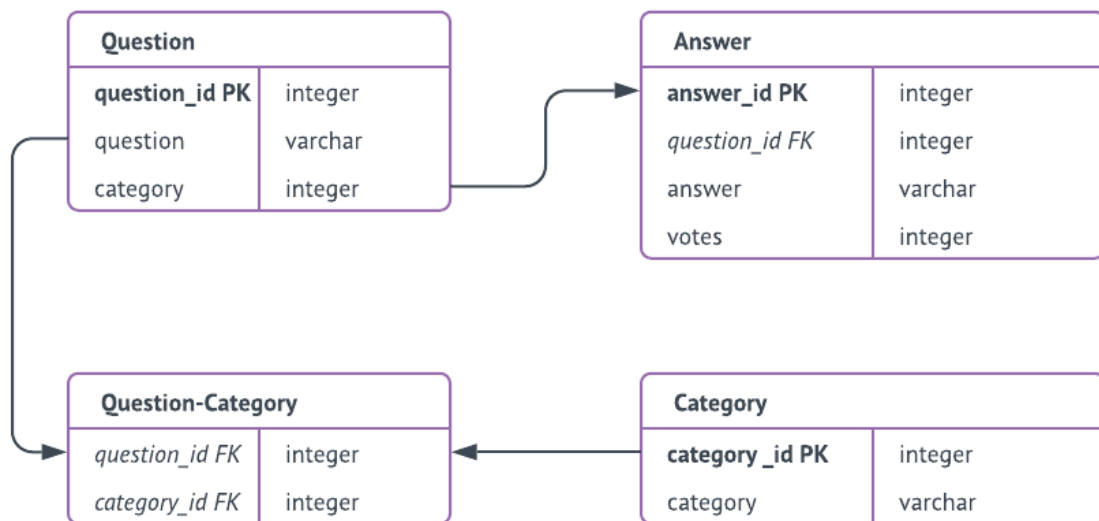 Question
question_id PK integer
question varchar
category integer
Answer
answer_id PK integer
question_id FK integer
answer varchar
votes integer
Question-Category
question_id FK integer
category_id FK integer
Category
category _id PK integer
category varchar